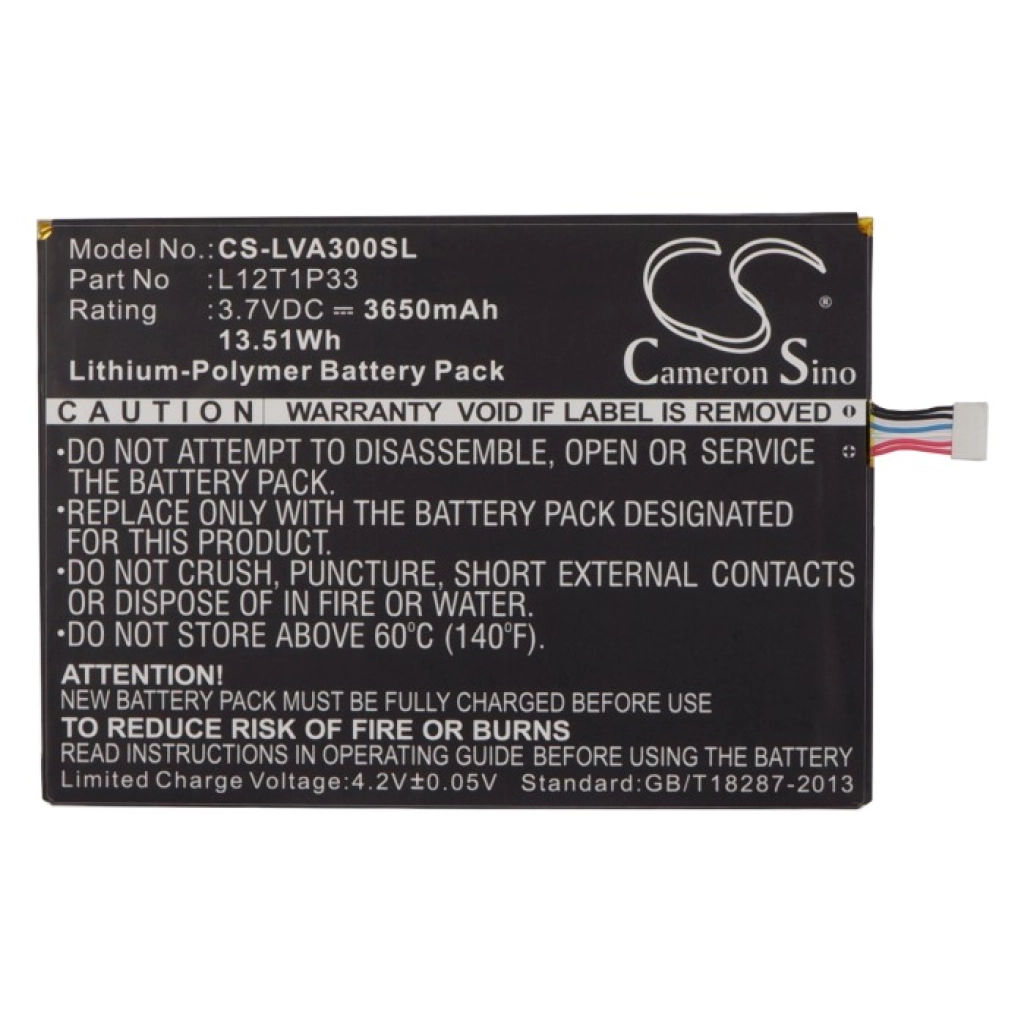 Model No.: CS-LVA300SL
Part No :L12T1P33
Rating :3.7VDC ⎓ 3650mAh
13.51Wh
Lithium-Polymer Battery Pack
CS ®
Cameron Sino
CAUTION WARRANTY VOID IF LABEL IS REMOVED
•DO NOT ATTEMPT TO DISASSEMBLE, OPEN OR SERVICE
THE BATTERY PACK.
•REPLACE ONLY WITH THE BATTERY PACK DESIGNATED
FOR THIS PRODUCT.
•DO NOT CRUSH, PUNCTURE, SHORT EXTERNAL CONTACTS
OR DISPOSE OF IN FIRE OR WATER.
•DO NOT STORE ABOVE 60°C (140°F).
ATTENTION!
NEW BATTERY PACK MUST BE FULLY CHARGED BEFORE USE
TO REDUCE RISK OF FIRE OR BURNS
READ INSTRUCTIONS IN OPERATING GUIDE BEFORE USING THE BATTERY
Limited Charge Voltage:4.2V±0.05V Standard:GB/T18287-2013